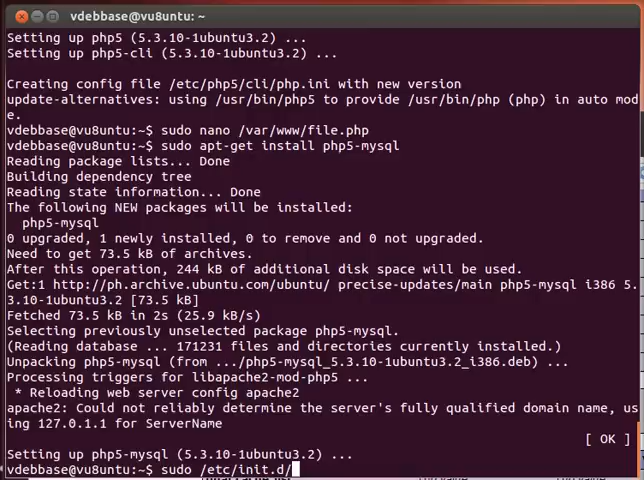 vdebbase@vu8untu: ~
Setting up php5 (5.3.10-1ubuntu3.2) ...
Setting up php5-cli (5.3.10-1ubuntu3.2) ...
Creating config file /etc/php5/cli/php.ini with new version
update-alternatives: using /usr/bin/php5 to provide /usr/bin/php (php) in auto mod
e.
vdebbase@vu8untu:~$ sudo nano /var/www/file.php
vdebbase@vu8untu:~$ sudo apt-get install php5-mysql
Reading package lists... Done
Building dependency tree
Reading state information... Done
The following NEW packages will be installed:
  php5-mysql
0 upgraded, 1 newly installed, 0 to remove and 0 not upgraded.
Need to get 73.5 kB of archives.
After this operation, 244 kB of additional disk space will be used.
Get:1 http://ph.archive.ubuntu.com/ubuntu/ precise-updates/main php5-mysql i386 5.
3.10-1ubuntu3.2 [73.5 kB]
Fetched 73.5 kB in 2s (25.9 kB/s)
Selecting previously unselected package php5-mysql.
(Reading database ... 171231 files and directories currently installed.)
Unpacking php5-mysql (from .../php5-mysql_5.3.10-1ubuntu3.2_i386.deb) ...
Processing triggers for libapache2-mod-php5 ...
 * Reloading web server config apache2
apache2: Could not reliably determine the server's fully qualified domain name, us
ing 127.0.1.1 for ServerName
[ OK ]
Setting up php5-mysql (5.3.10-1ubuntu3.2) ...
vdebbase@vu8untu:~$ sudo /etc/init.d/